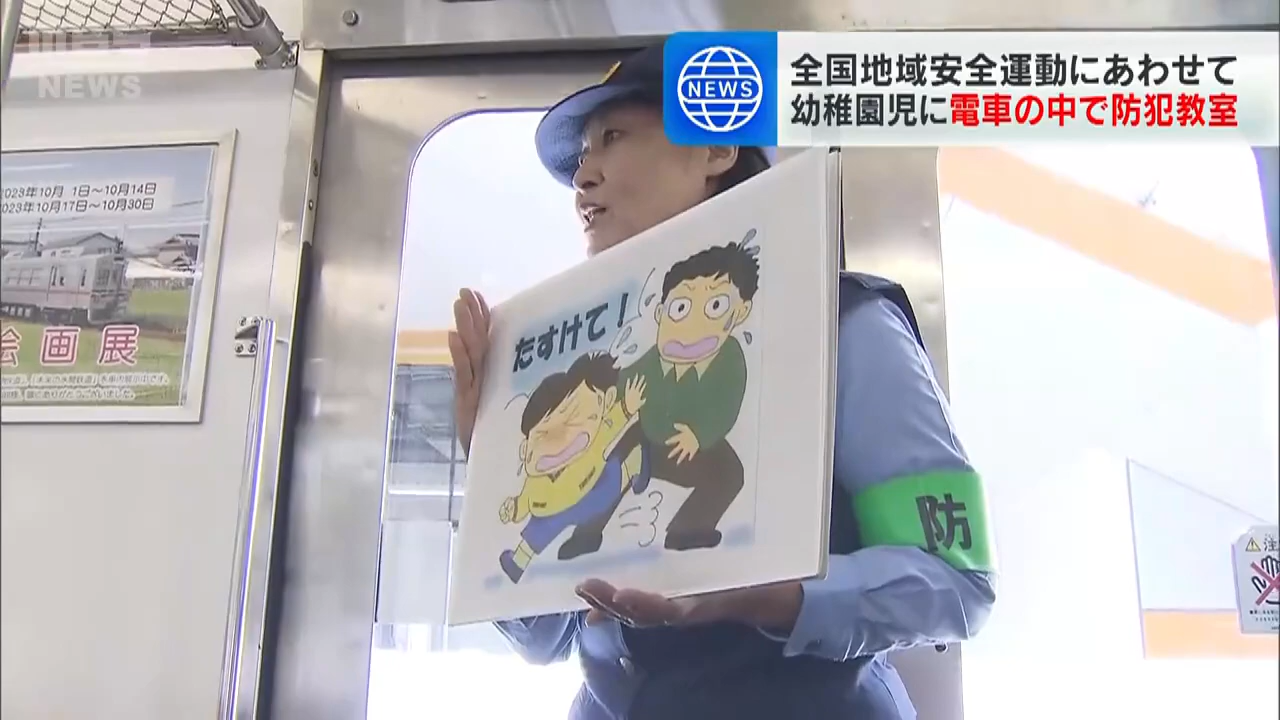 NEWS
NEWS
全国地域安全運動にあわせて
幼稚園児に電車の中で防犯教室
2023年10月 1日〜10月14日
2023年10月17日〜10月30日
絵画展
たすけて！
防
注